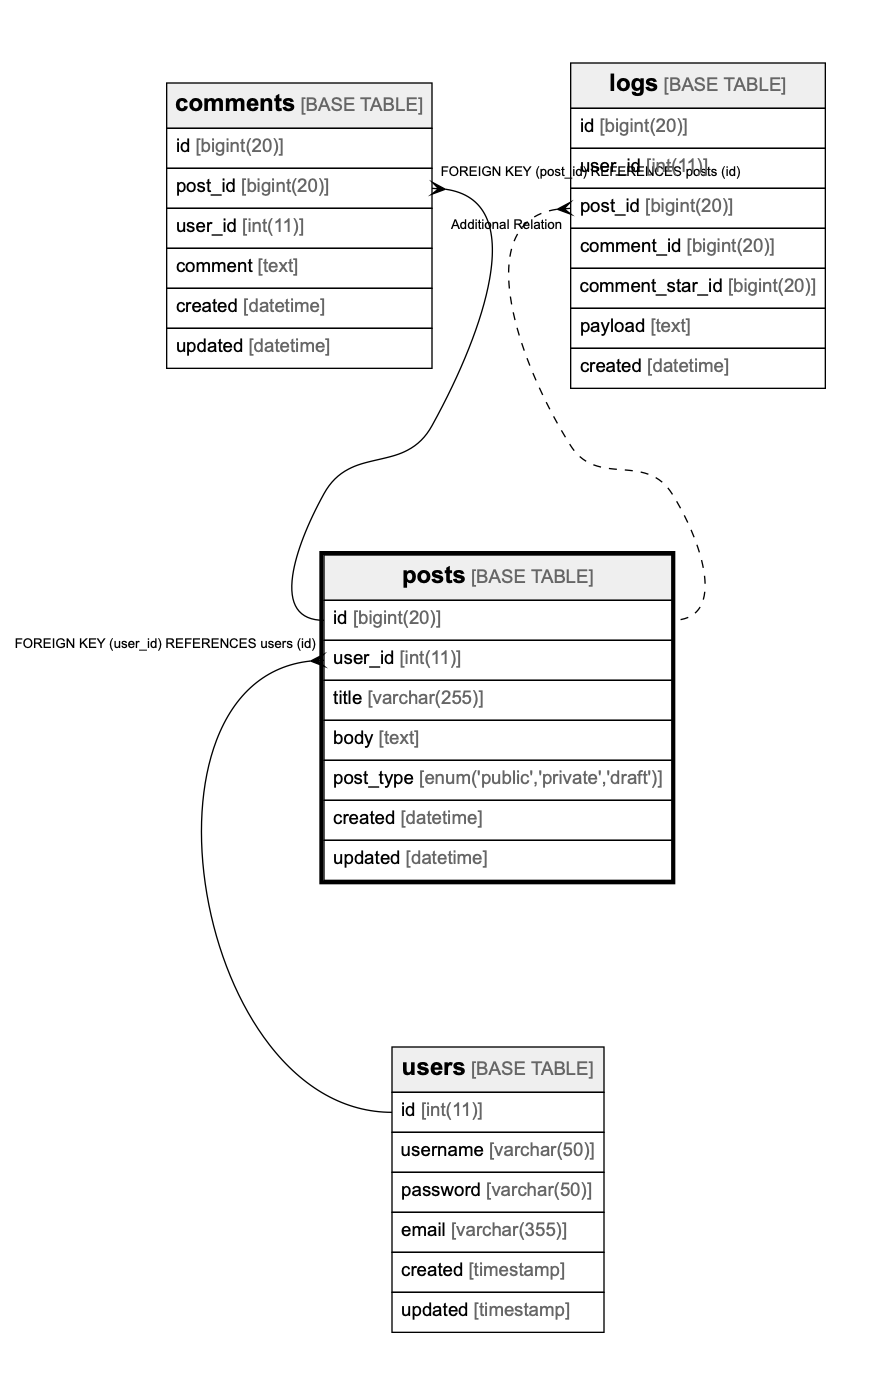 comments [BASE TABLE]
id [bigint(20)]
post_id [bigint(20)]
user_id [int(11)]
comment [text]
created [datetime]
updated [datetime]
logs [BASE TABLE]
id [bigint(20)]
user_id [int(11)]
post_id [bigint(20)]
comment_id [bigint(20)]
comment_star_id [bigint(20)]
payload [text]
created [datetime]
FOREIGN KEY (post_id) REFERENCES posts (id)
Additional Relation
posts [BASE TABLE]
id [bigint(20)]
user_id [int(11)]
title [varchar(255)]
body [text]
post_type [enum('public','private','draft')]
created [datetime]
updated [datetime]
FOREIGN KEY (user_id) REFERENCES users (id)
users [BASE TABLE]
id [int(11)]
username [varchar(50)]
password [varchar(50)]
email [varchar(355)]
created [timestamp]
updated [timestamp]